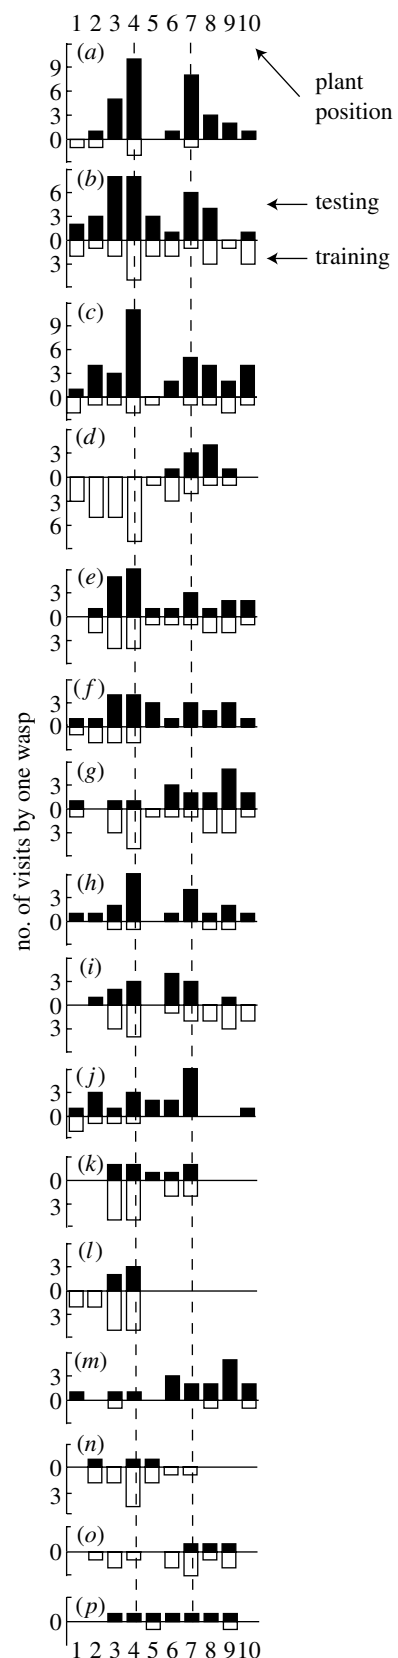 1 2 3 4 5 6 7 8 9 10
(a)
9
6
3
0
plant
position
(b)
6
3
0
3
testing
training
(c)
9
6
3
0
(d)
3
0
3
6
(e)
3
0
3
(f)
3
0
no. of visits by one wasp
(g)
3
0
3
(h)
3
0
(i)
3
0
3
(j)
3
0
(k)
0
3
(l)
3
0
3
(m)
3
0
(n)
0
3
(o)
0
(p)
0
1 2 3 4 5 6 7 8 9 10